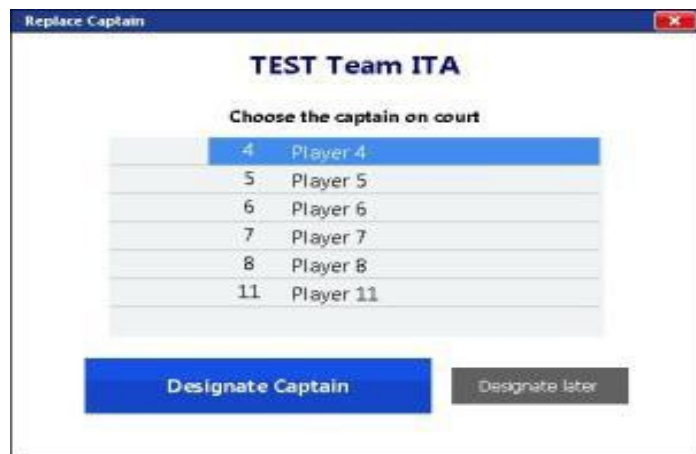 Replace Captain
TEST Team ITA
Choose the captain on court
4 Player 4
5 Player 5
6 Player 6
7 Player 7
8 Player 8
11 Player 11
Designate Captain Designate later